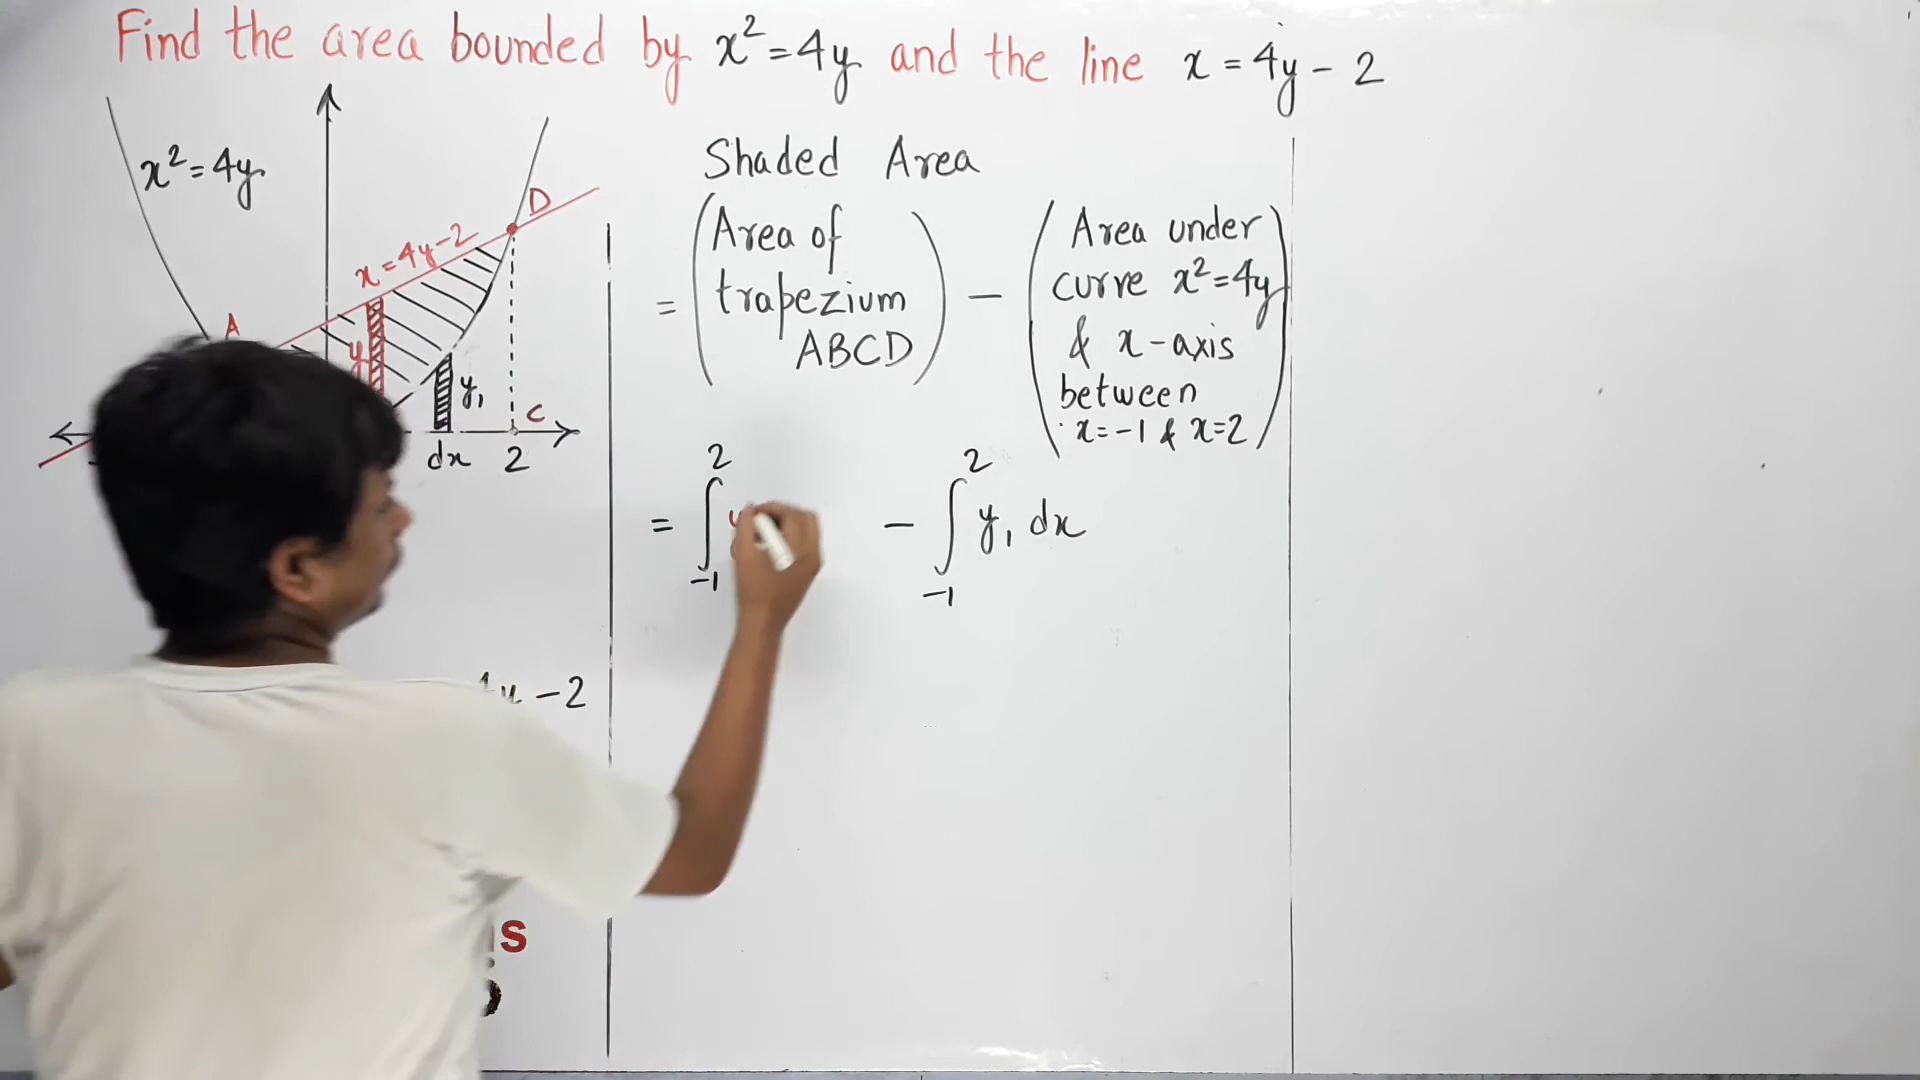 Find the area bounded by x² = 4y and the line x = 4y - 2
x² = 4y
D
x = 4y - 2
A
y
y₁
C
dx 2
Shaded Area
= (Area of trapezium ABCD) - (Area under curve x² = 4y & x-axis between x = -1 & x = 2)
= ∫₋₁² y - ∫₋₁² y₁ dx
- 2
s